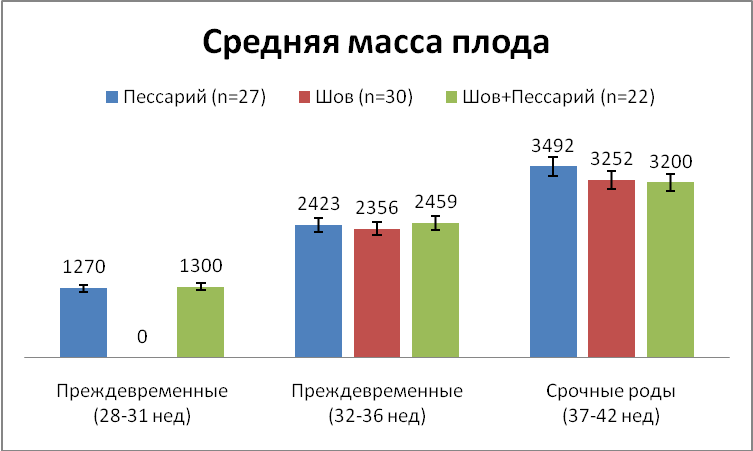 Средняя масса плода
Пессарий (n=27) Шов (n=30) Шов+Пессарий (n=22)
1270
0
1300
2423
2356
2459
3492
3252
3200
Преждевременные
(28-31 нед)
Преждевременные
(32-36 нед)
Срочные роды
(37-42 нед)